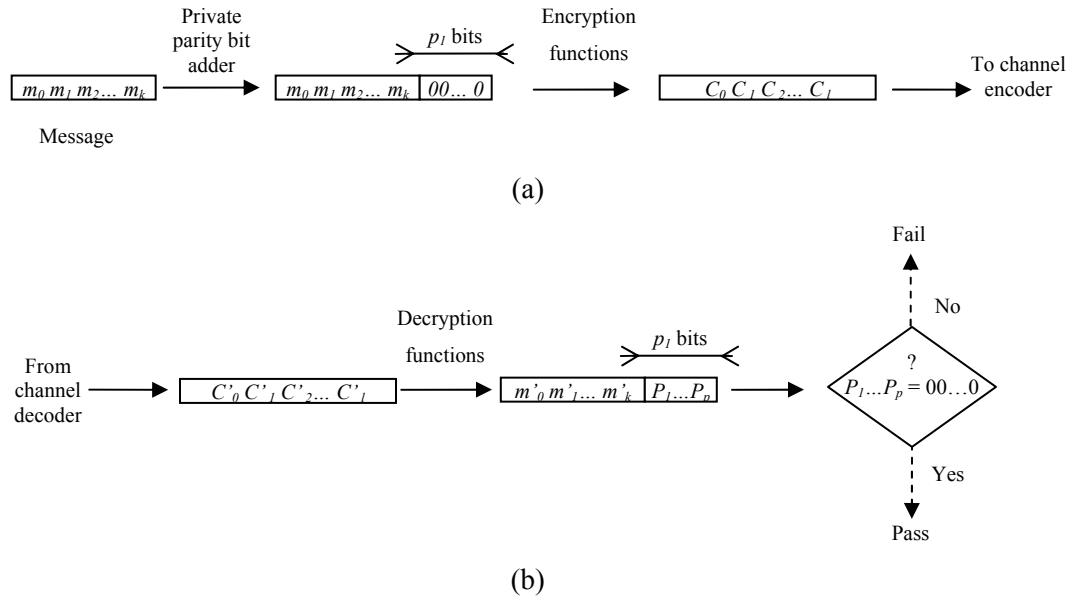 Private
parity bit
adder
p₁ bits
Encryption
functions
m₀ m₁ m₂... mₖ
m₀ m₁ m₂... mₖ 00... 0
C₀ C₁ C₂... C₁
To channel
encoder
Message
(a)
Fail
No
Decryption
functions
p₁ bits
From
channel
decoder
C'₀ C'₁ C'₂... C'₁
m'₀ m'₁... m'ₖ P₁...Pₚ
?
P₁...Pₚ = 00...0
Yes
Pass
(b)